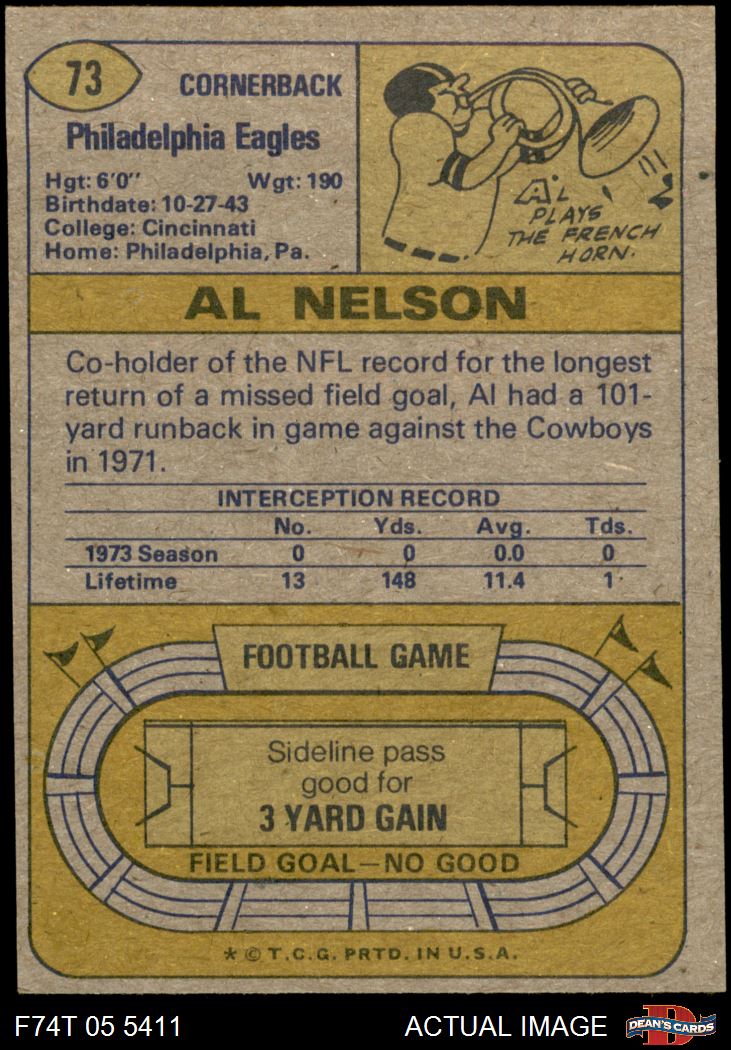 73
CORNERBACK
Philadelphia Eagles
Hgt: 6'0" Wgt: 190
Birthdate: 10-27-43
College: Cincinnati
Home: Philadelphia, Pa.
AL
PLAYS
THE FRENCH
HORN.
AL NELSON
Co-holder of the NFL record for the longest
return of a missed field goal, Al had a 101-
yard runback in game against the Cowboys
in 1971.
INTERCEPTION RECORD
No. Yds. Avg. Tds.
1973 Season 0 0 0.0 0
Lifetime 13 148 11.4 1
FOOTBALL GAME
Sideline pass
good for
3 YARD GAIN
FIELD GOAL—NO GOOD
* © T.C.G. PRTD. IN U.S.A.
F74T 05 5411 ACTUAL IMAGE
D
DEAN'S CARDS